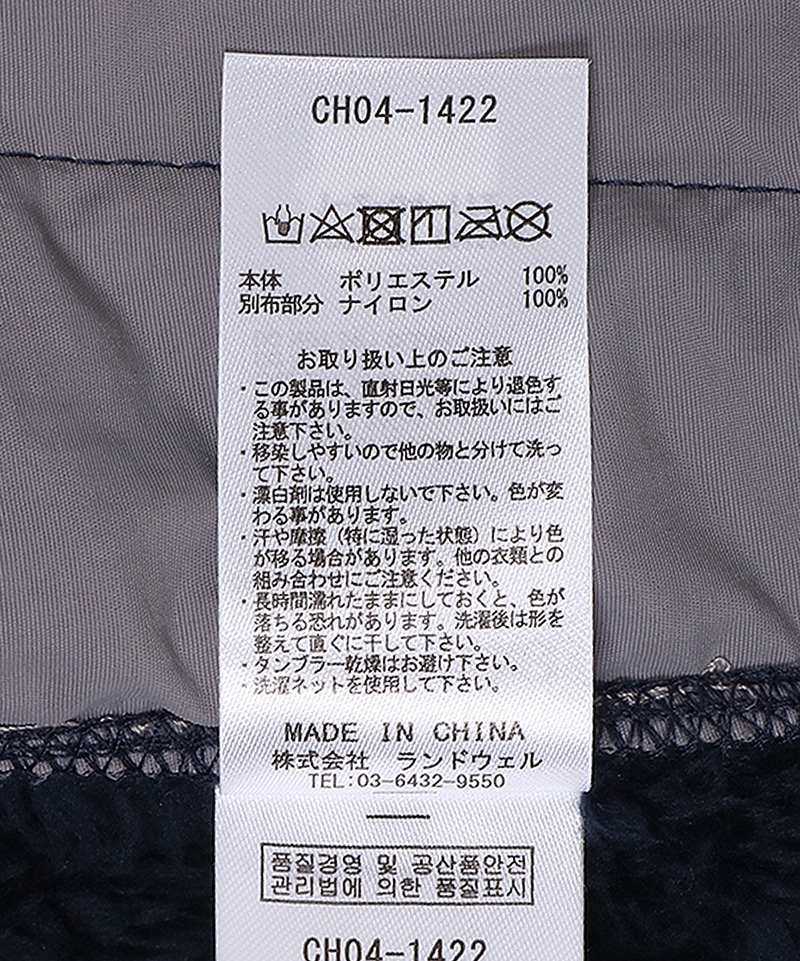 CH04-1422
本体 ポリエステル 100%
別布部分 ナイロン 100%
お取り扱い上のご注意
・この製品は、直射日光等により退色す
る事がありますので、お取扱いにはご
注意下さい。
・移染しやすいので他の物と分けて洗っ
て下さい。
・漂白剤は使用しないで下さい。色が変
わる事があります。
・汗や摩擦（特に湿った状態）により色
が移る場合があります。他の衣類との
組み合わせにご注意ください。
・長時間濡れたままにしておくと、色が
落ちる恐れがあります。洗濯後は形を
整えて直ぐに干して下さい。
・タンブラー乾燥はお避け下さい。
・洗濯ネットを使用して下さい。
MADE IN CHINA
株式会社 ランドウェル
TEL:03-6432-9550
품질경영 및 공산품안전
관리법에 의한 품질표시
CH04-1422